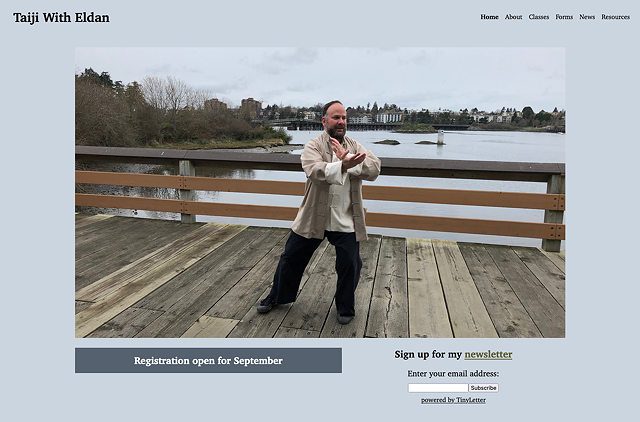 Taiji With Eldan
Home About Classes Forms News Resources
Registration open for September
Sign up for my newsletter
Enter your email address:
Subscribe
powered by TinyLetter